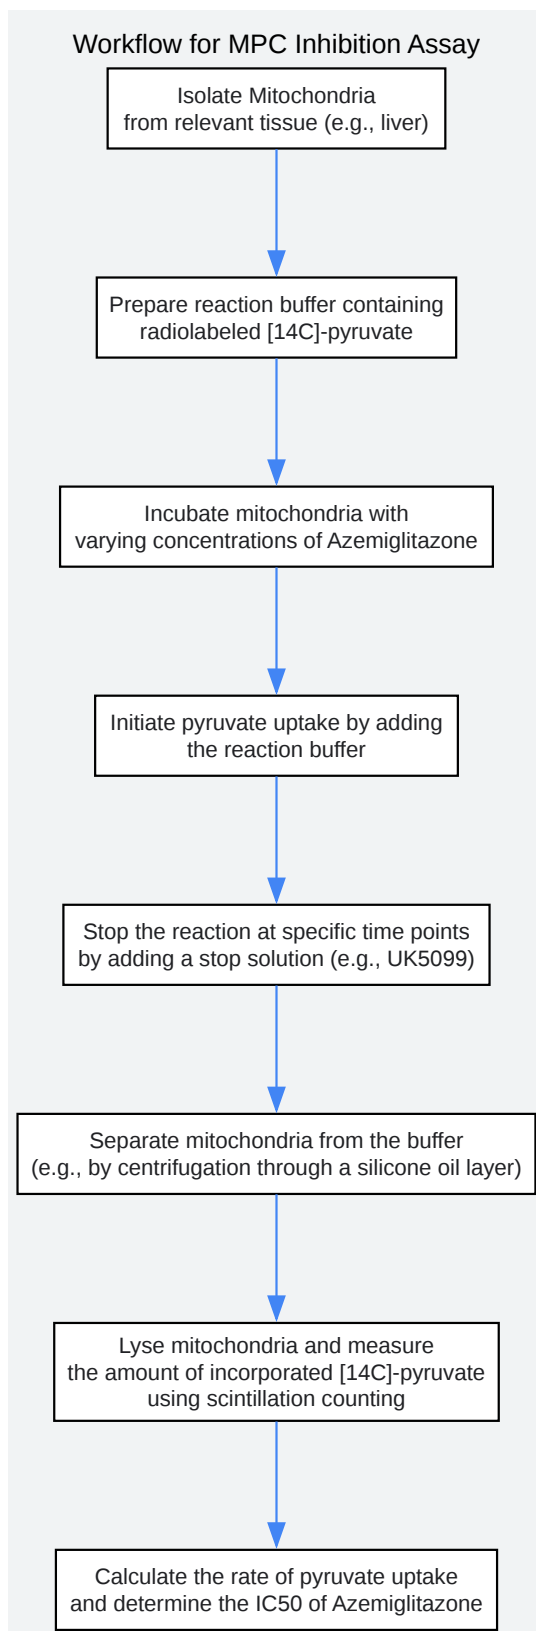 Workflow for MPC Inhibition Assay
Isolate Mitochondria
from relevant tissue (e.g., liver)
Prepare reaction buffer containing
radiolabeled [14C]-pyruvate
Incubate mitochondria with
varying concentrations of Azemiglitazone
Initiate pyruvate uptake by adding
the reaction buffer
Stop the reaction at specific time points
by adding a stop solution (e.g., UK5099)
Separate mitochondria from the buffer
(e.g., by centrifugation through a silicone oil layer)
Lyse mitochondria and measure
the amount of incorporated [14C]-pyruvate
using scintillation counting
Calculate the rate of pyruvate uptake
and determine the IC50 of Azemiglitazone